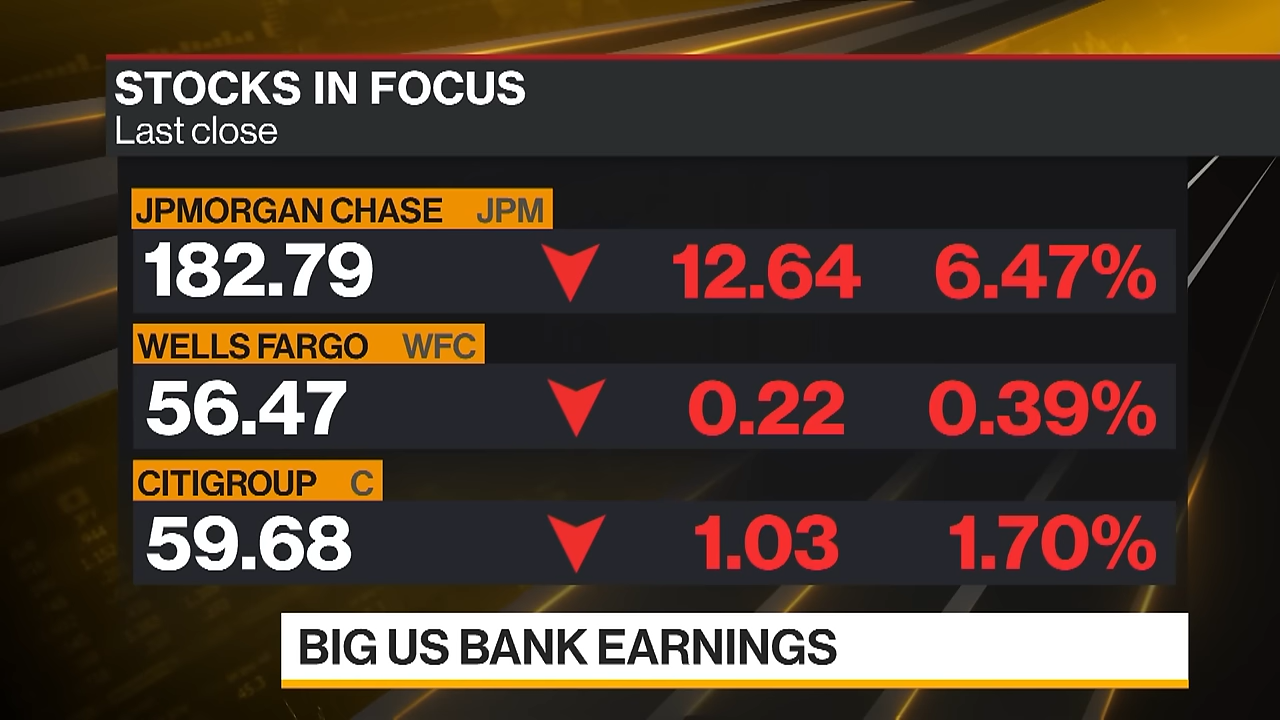 STOCKS IN FOCUS
Last close
JPMORGAN CHASE JPM
182.79 12.64 6.47%
WELLS FARGO WFC
56.47 0.22 0.39%
CITIGROUP C
59.68 1.03 1.70%
BIG US BANK EARNINGS